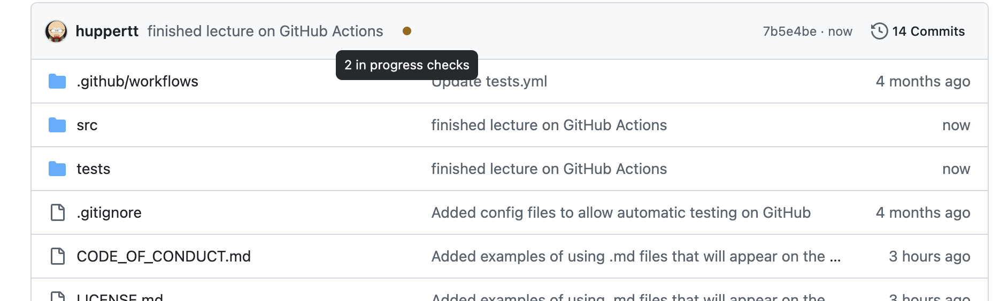 huppertt finished lecture on GitHub Actions 7b5e4be · now 14 Commits
2 in progress checks
.github/workflows Update tests.yml 4 months ago
src finished lecture on GitHub Actions now
tests finished lecture on GitHub Actions now
.gitignore Added config files to allow automatic testing on GitHub 4 months ago
CODE_OF_CONDUCT.md Added examples of using .md files that will appear on the ... 3 hours ago
LICENSE.md Added examples of using .md files that will appear on the 3 hours ago